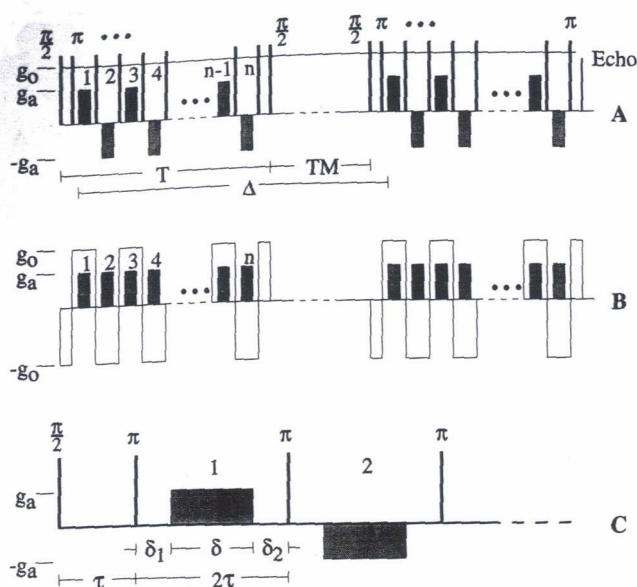 π/2 π ••• π/2 π/2 π ••• π
Echo
g₀
gₐ
1 2 3 4 ••• n-1 n •••
A
-gₐ
T TM
Δ
g₀
gₐ
1 2 3 4 ••• n •••
B
-g₀
π/2 π π π
1 2
gₐ
C
δ₁ δ δ₂
-gₐ
τ 2τ